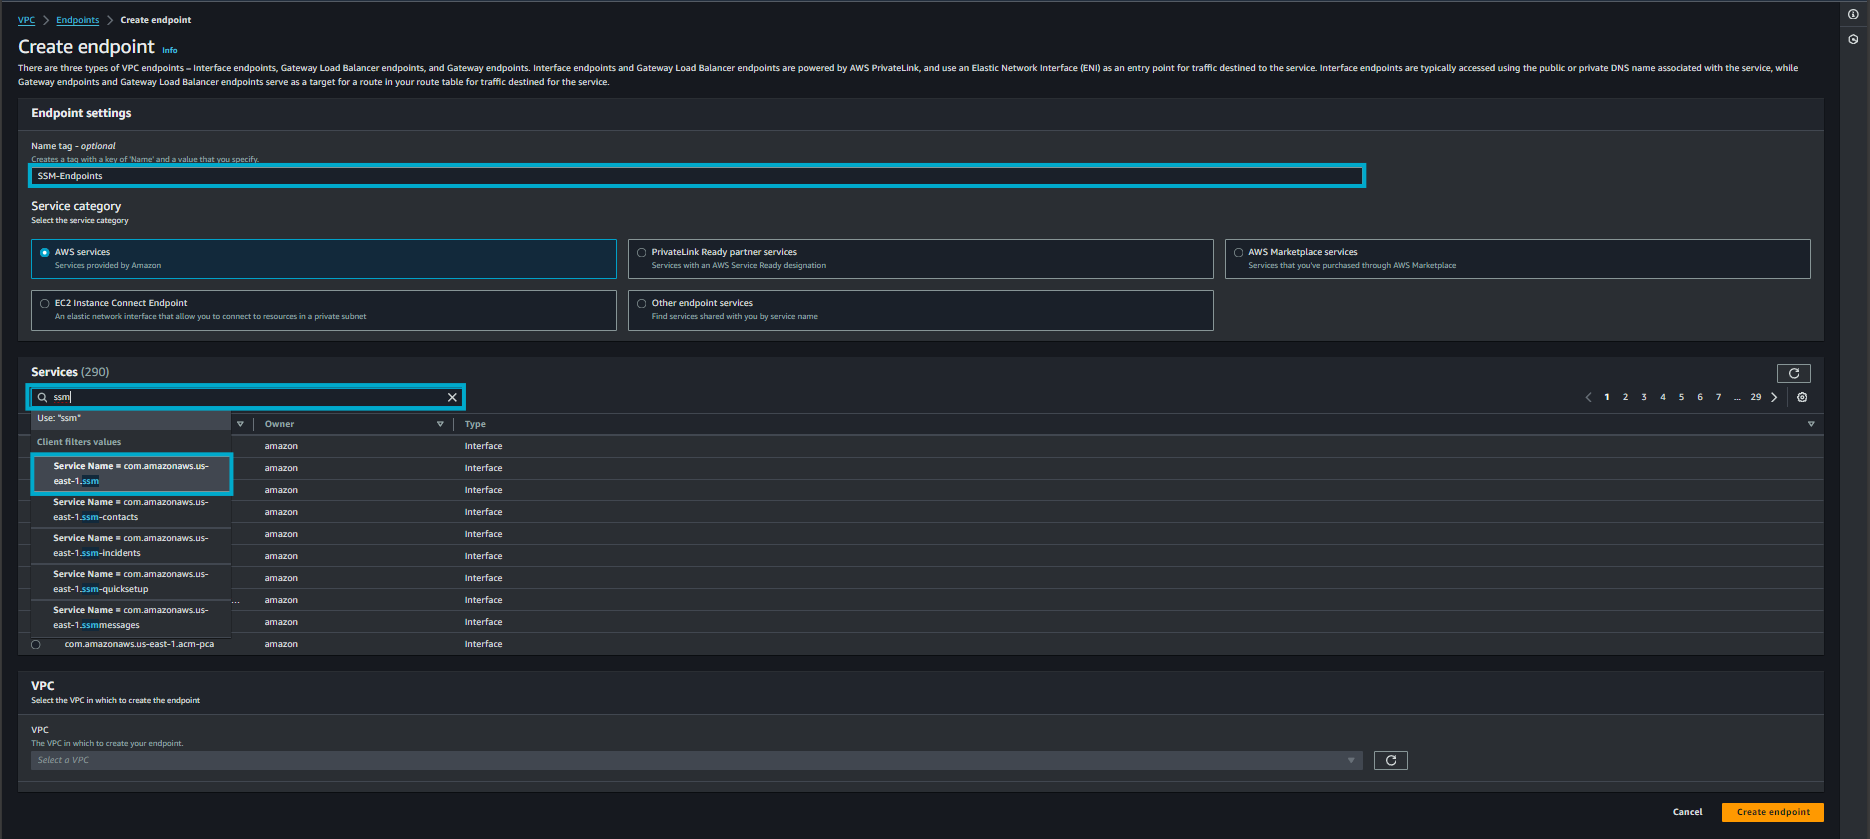 VPC > Endpoints > Create endpoint
Create endpoint Info
There are three types of VPC endpoints – Interface endpoints, Gateway Load Balancer endpoints, and Gateway endpoints. Interface endpoints and Gateway Load Balancer endpoints are powered by AWS PrivateLink, and use an Elastic Network Interface (ENI) as an entry point for traffic destined to the service. Interface endpoints are typically accessed using the public or private DNS name associated with the service, while
Gateway endpoints and Gateway Load Balancer endpoints serve as a target for a route in your route table for traffic destined for the service.
Endpoint settings
Name tag - optional
Creates a tag with a key of 'Name' and a value that you specify.
SSM-Endpoints
Service category
Select the service category
AWS services
Services provided by Amazon
PrivateLink Ready partner services
Services with an AWS Service Ready designation
AWS Marketplace services
Services that you've purchased through AWS Marketplace
EC2 Instance Connect Endpoint
An elastic network interface that allow you to connect to resources in a private subnet
Other endpoint services
Find services shared with you by service name
Services (290)
ssm
1 2 3 4 5 6 7 ... 29
Use: "ssm"
Owner Type
Client filters values
Service Name = com.amazonaws.us-
east-1.ssm
Service Name = com.amazonaws.us-
east-1.ssm-contacts
Service Name = com.amazonaws.us-
east-1.ssm-incidents
Service Name = com.amazonaws.us-
east-1.ssm-quicksetup
Service Name = com.amazonaws.us-
east-1.ssmmessages
amazon Interface
amazon Interface
amazon Interface
amazon Interface
amazon Interface
amazon Interface
amazon Interface
... amazon Interface
amazon Interface
com.amazonaws.us-east-1.acm-pca amazon Interface
VPC
Select the VPC in which to create the endpoint
VPC
The VPC in which to create your endpoint.
Select a VPC
Cancel Create endpoint